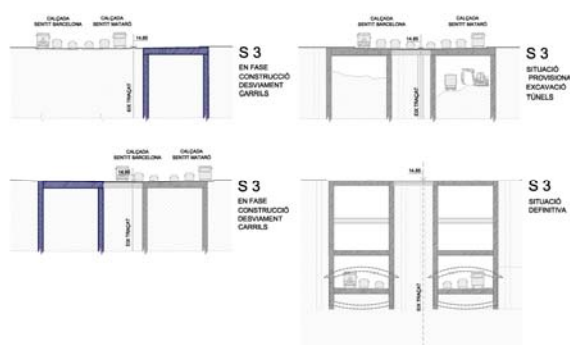 CALÇADA
SENTIT BARCELONA
CALÇADA
SENTIT MATARÓ
14.80
EIX TRAÇAT
S 3
EN FASE
CONSTRUCCIÓ
DESVIAMENT
CARRILS
CALÇADA
SENTIT BARCELONA
CALÇADA
SENTIT MATARÓ
14.80
EIX TRAÇAT
S 3
SITUACIÓ
PROVISIONA
EXCAVACIÓ
TÚNELS
CALÇADA
SENTIT BARCELONA
CALÇADA
SENTIT MATARÓ
14.80
EIX TRAÇAT
S 3
EN FASE
CONSTRUCCIÓ
DESVIAMENT
CARRILS
14.80
EIX TRAÇAT
S 3
SITUACIÓ
DEFINITIVA